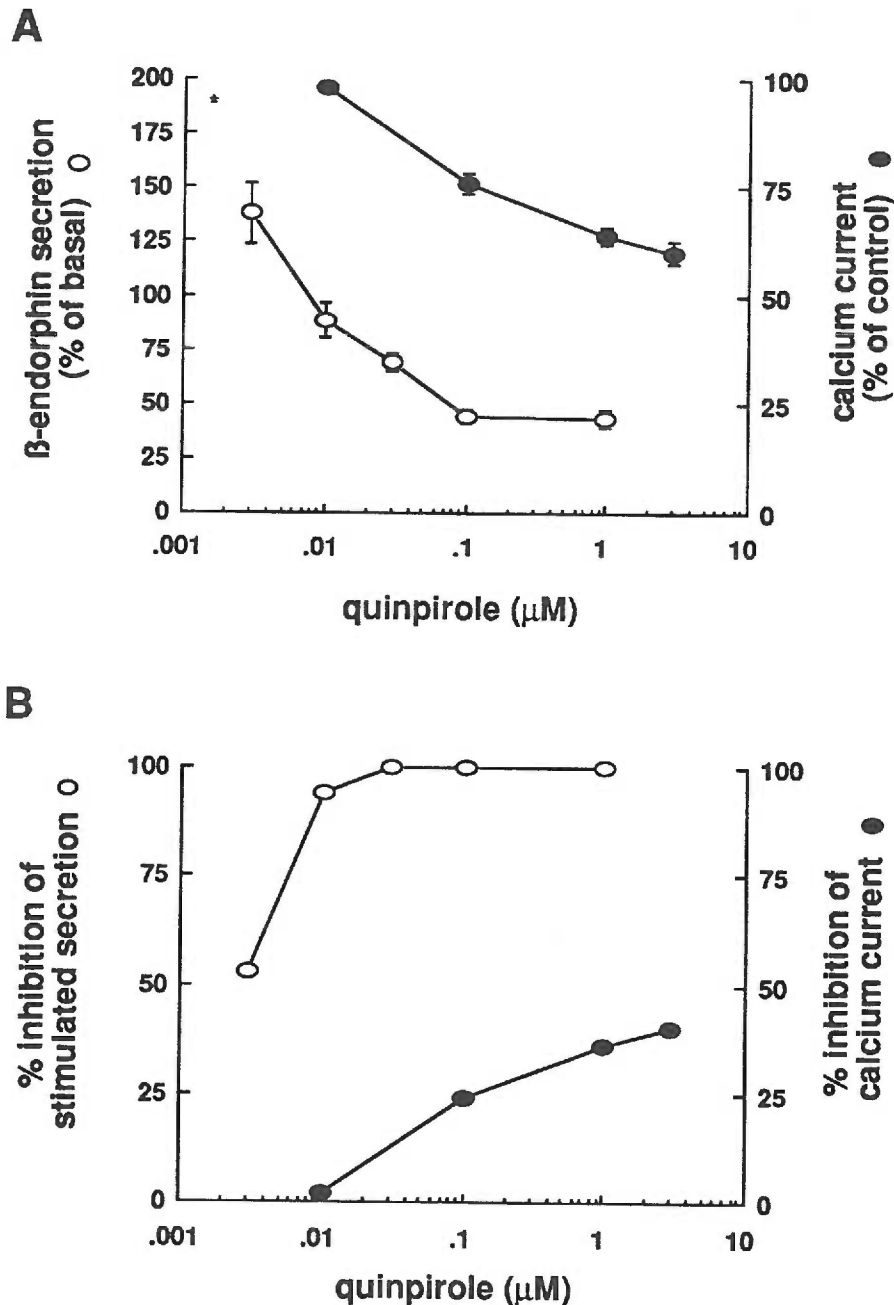 A
200
175
150
125
100
75
50
25
0
*
ß-endorphin secretion
(% of basal) O
100
75
50
25
0
calcium current
(% of control)
.001 .01 .1 1 10
quinpirole (µM)
B
100
75
50
25
0
% inhibition of
stimulated secretion O
100
75
50
25
0
% inhibition of
calcium current
.001 .01 .1 1 10
quinpirole (µM)